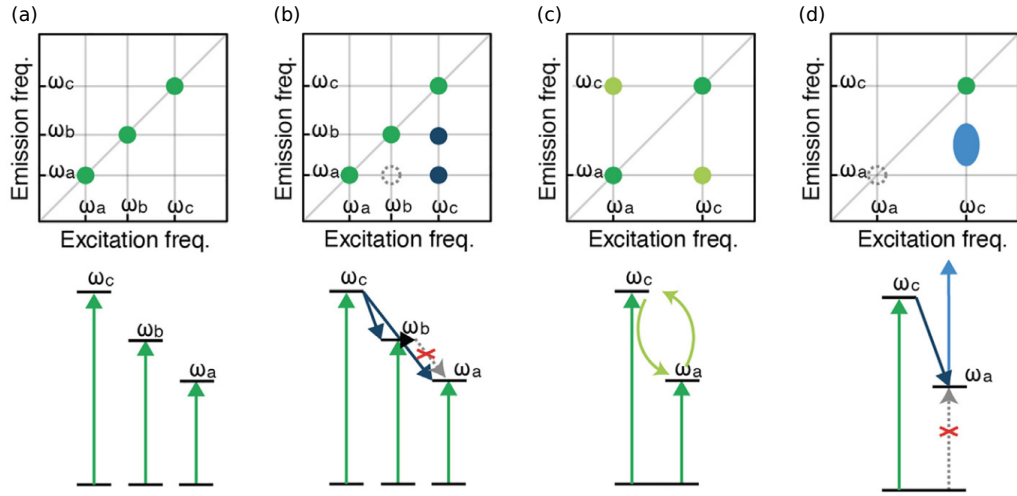 (a)
Emission freq.
ωc
ωb
ωa
ωa ωb ωc
Excitation freq.
ωc
ωb
ωa
(b)
Emission freq.
ωc
ωb
ωa
ωa ωb ωc
Excitation freq.
ωc
ωb
ωa
(c)
Emission freq.
ωc
ωa
ωa ωc
Excitation freq.
ωc
ωa
(d)
Emission freq.
ωc
ωa
ωa ωc
Excitation freq.
ωc
ωa